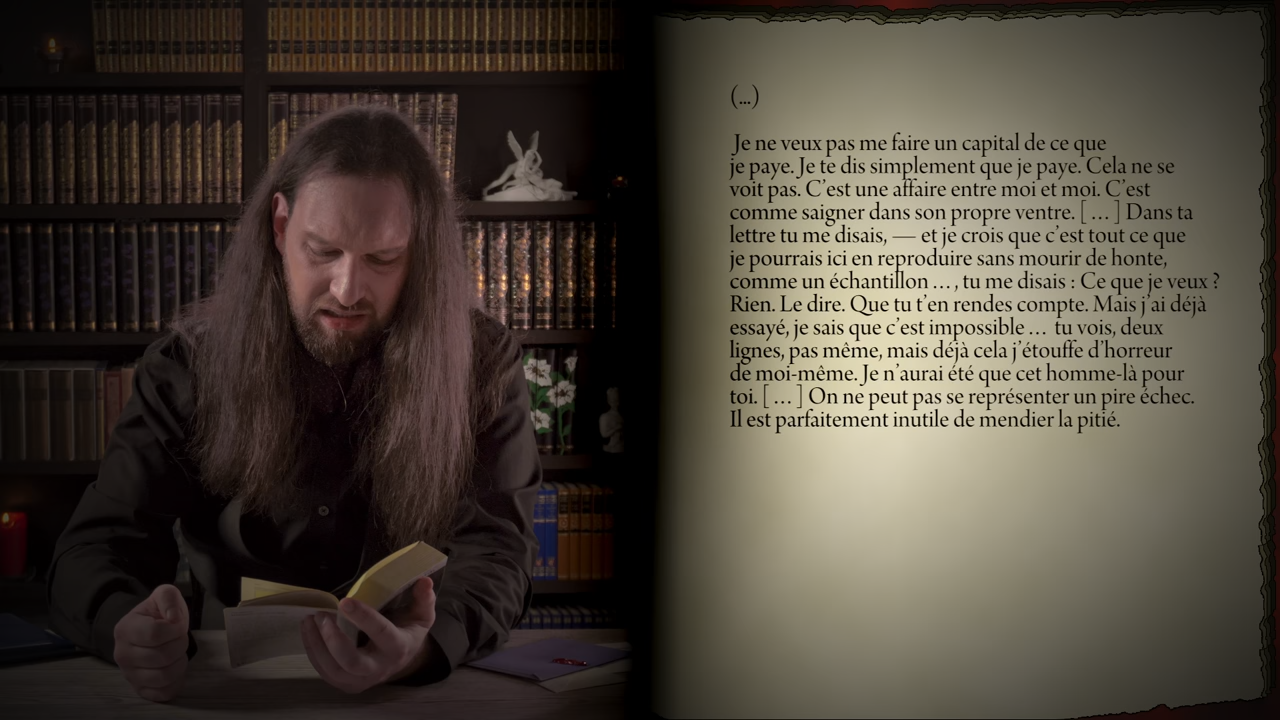 (...)
Je ne veux pas me faire un capital de ce que
je paye. Je te dis simplement que je paye. Cela ne se
voit pas. C’est une affaire entre moi et moi. C’est
comme saigner dans son propre ventre. [ ... ] Dans ta
lettre tu me disais, — et je crois que c’est tout ce que
je pourrais ici en reproduire sans mourir de honte,
comme un échantillon ... , tu me disais : Ce que je veux ?
Rien. Le dire. Que tu t’en rendes compte. Mais j’ai déjà
essayé, je sais que c’est impossible ... tu vois, deux
lignes, pas même, mais déjà cela j’étouffe d’horreur
de moi-même. Je n’aurai été que cet homme-là pour
toi. [ ... ] On ne peut pas se représenter un pire échec.
Il est parfaitement inutile de mendier la pitié.